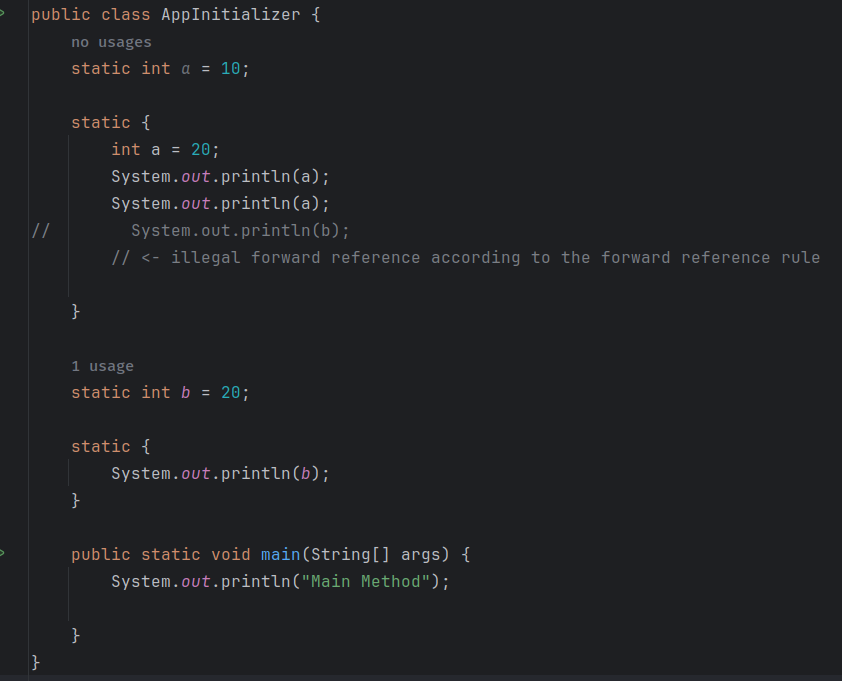 public class AppInitializer {
    no usages
    static int a = 10;

    static {
        int a = 20;
        System.out.println(a);
        System.out.println(a);
//        System.out.println(b);
        // <- illegal forward reference according to the forward reference rule

    }

    1 usage
    static int b = 20;

    static {
        System.out.println(b);
    }

    public static void main(String[] args) {
        System.out.println("Main Method");

    }
}